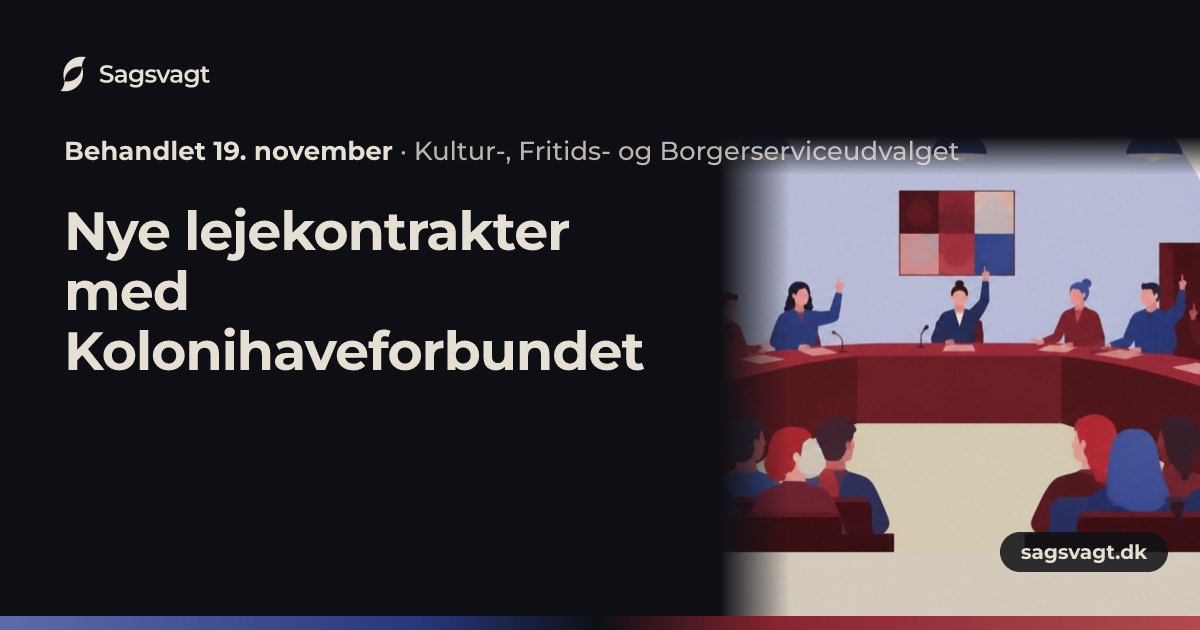 Sagsvagt
Behandlet 19. november · Kultur-, Fritids- og Borgerserviceudvalget
Nye lejekontrakter
med
Kolonihaveforbundet
sagsvagt.dk